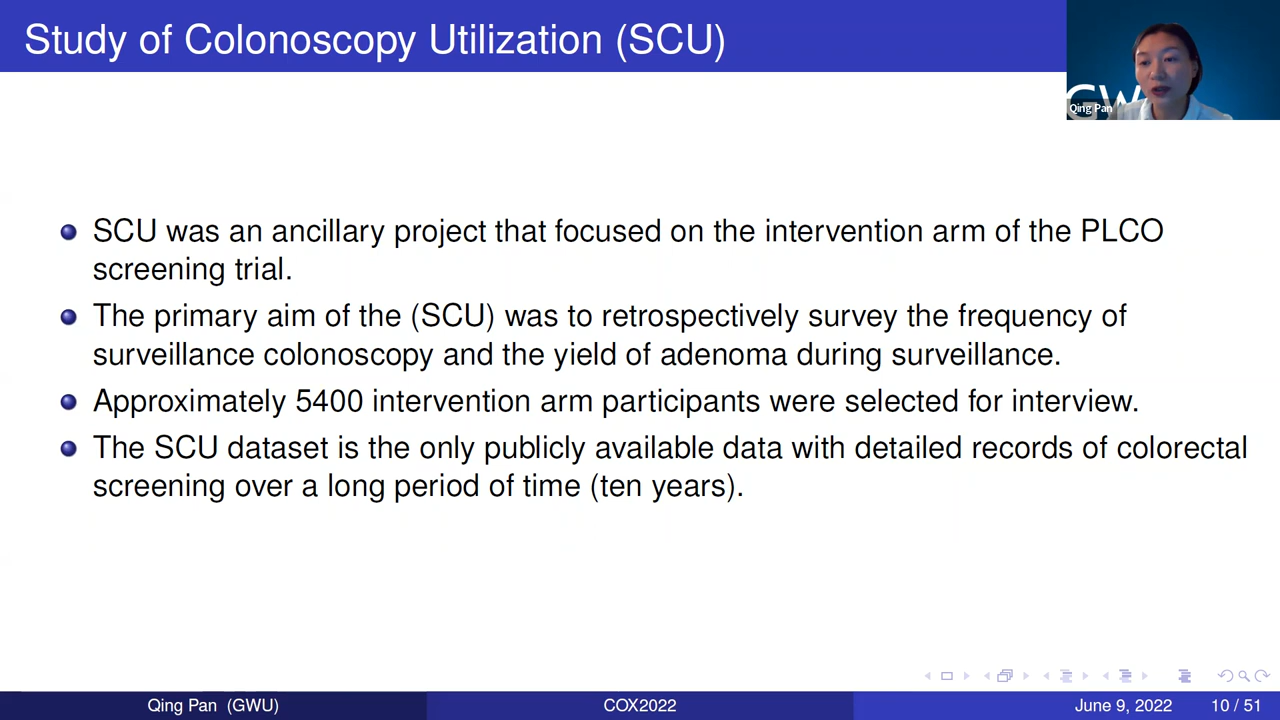 Study of Colonoscopy Utilization (SCU)
GW
Qing Pan
SCU was an ancillary project that focused on the intervention arm of the PLCO
screening trial.
The primary aim of the (SCU) was to retrospectively survey the frequency of
surveillance colonoscopy and the yield of adenoma during surveillance.
Approximately 5400 intervention arm participants were selected for interview.
The SCU dataset is the only publicly available data with detailed records of colorectal
screening over a long period of time (ten years).
Qing Pan (GWU)
COX2022
June 9, 2022
10 / 51